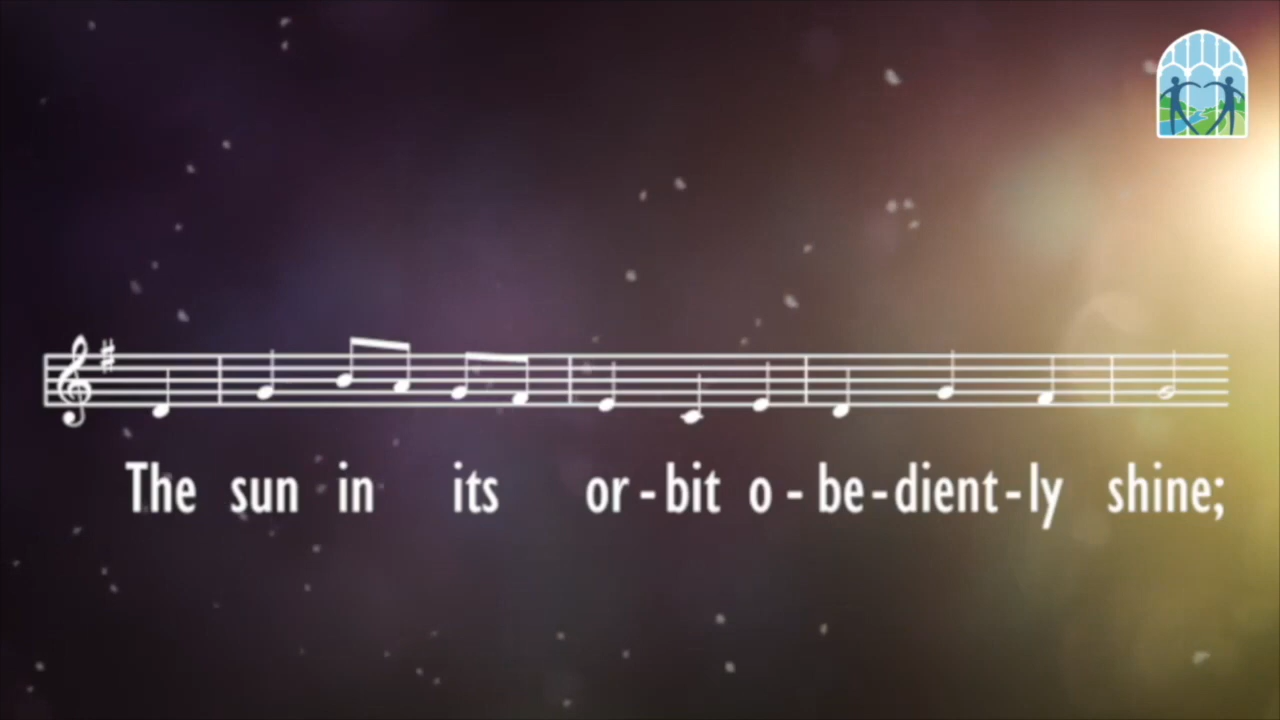 The sun in its or-bit o-be-dient-ly shine;